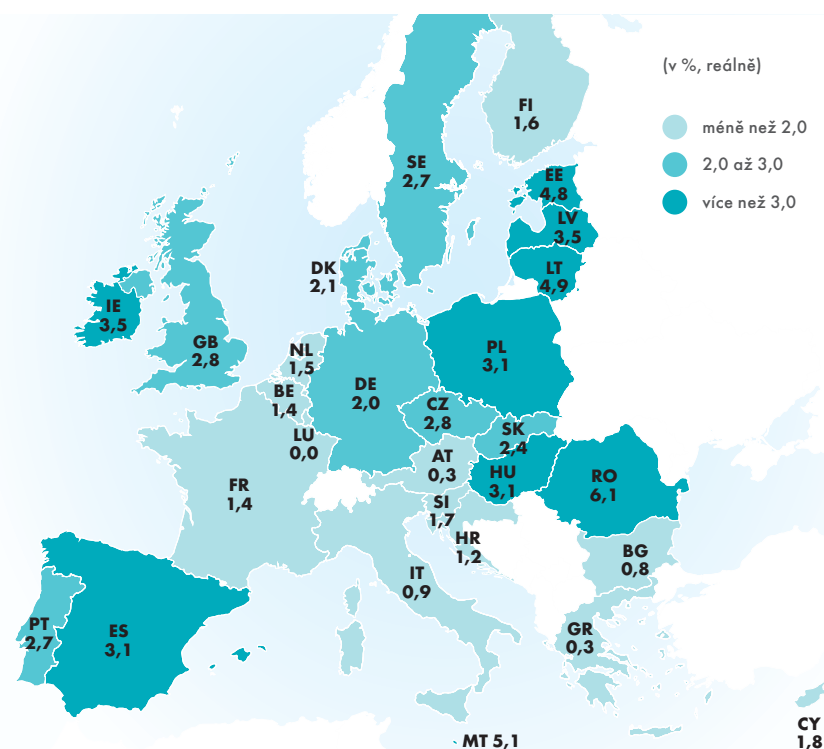 (v %, reálně)
méně než 2,0
2,0 až 3,0
více než 3,0
FI
1,6
SE
2,7
EE
4,8
LV
3,5
LT
4,9
DK
2,1
IE
3,5
GB
2,8
NL
1,5
BE
1,4
LU
0,0
DE
2,0
PL
3,1
CZ
2,8
SK
2,4
AT
0,3
HU
3,1
RO
6,1
FR
1,4
SI
1,7
HR
1,2
IT
0,9
BG
0,8
GR
0,3
PT
2,7
ES
3,1
MT 5,1
CY
1,8